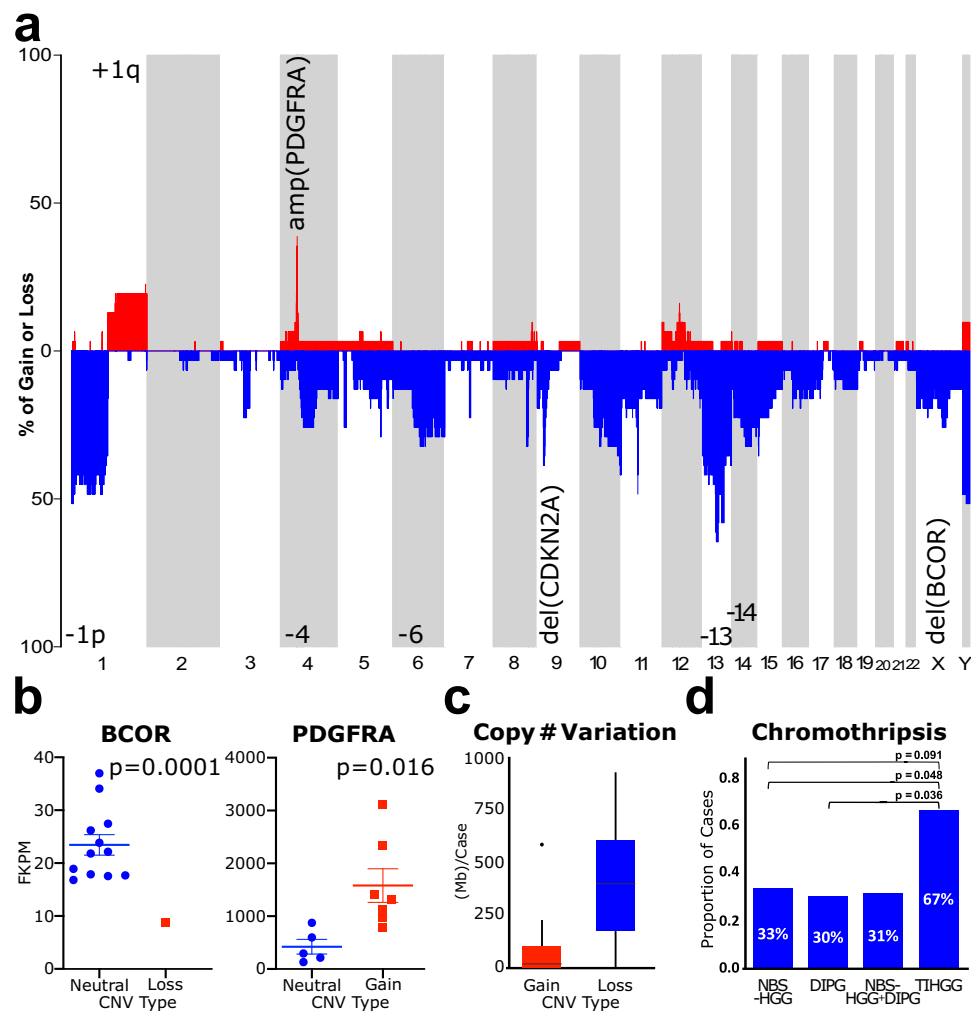 a
100
50
0
50
100
% of Gain or Loss
+1q
amp(PDGFRA)
-1p
-4
-6
del(CDKN2A)
-13
-14
del(BCOR)
1 2 3 4 5 6 7 8 9 10 11 12 13 14 15 16 17 18 19 20 21 22 X Y
b
BCOR
p=0.0001
40
30
20
10
0
FKPM
Neutral Loss
CNV Type
PDGFRA
p=0.016
4000
3000
2000
1000
0
Neutral Gain
CNV Type
c
Copy # Variation
1000
750
500
250
0
(Mb)/Case
Gain Loss
CNV Type
d
Chromothripsis
p = 0.091
p = 0.048
p = 0.036
0.8
0.6
0.4
0.2
0.0
Proportion of Cases
33% 30% 31% 67%
NBS DIPG NBS- TIHGG
-HGG HGG+DIPG